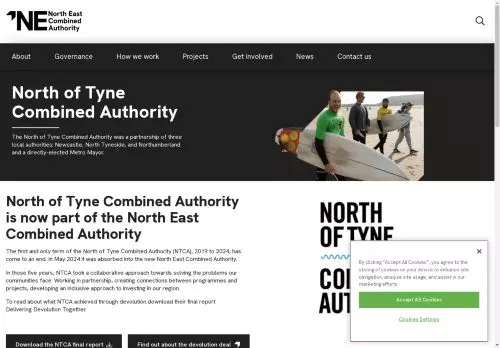 North East
Combined
Authority
NE
About Governance How we work Projects Get involved News Contact us
North of Tyne
Combined Authority
The North of Tyne Combined Authority was a partnership of three
local authorities: Newcastle, North Tyneside, and Northumberland
and a directly-elected Metro Mayor.
North of Tyne Combined Authority
is now part of the North East
Combined Authority
The first and only term of the North of Tyne Combined Authority (NTCA), 2019 to 2024, has
come to an end. In May 2024 it was absorbed into the new North East Combined Authority.
In those five years, NTCA took a collaborative approach towards solving the problems our
communities face. Working in partnership, creating connections between programmes and
projects, developing an inclusive approach to investing in our region.
To read about what NTCA achieved through devolution download their final report
Delivering Devolution Together.
Download the NTCA final report
Find out about the devolution deal
NORTH
OF TYNE
CO
AUT
By clicking "Accept All Cookies", you agree to the
storing of cookies on your device to enhance site
navigation, analyze site usage, and assist in our
marketing efforts.
Accept All Cookies
Cookies Settings